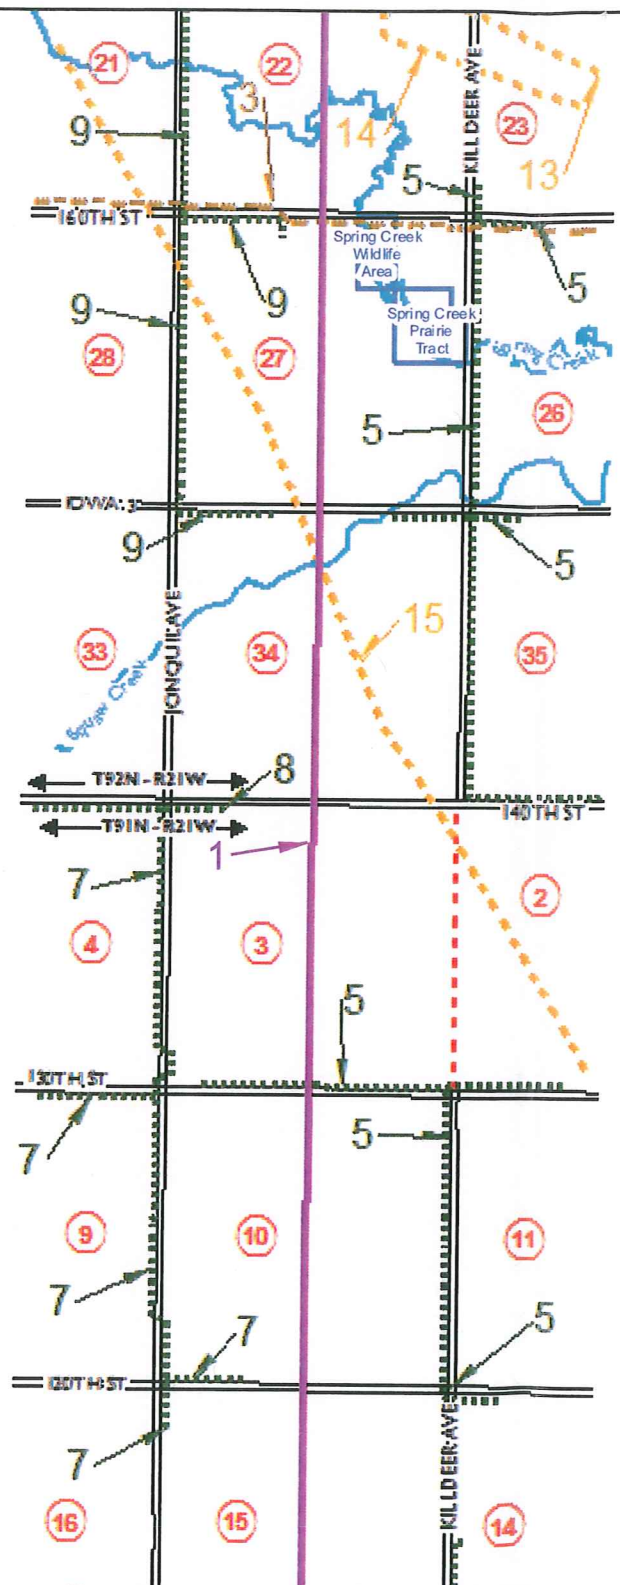 21
22
KILLDEER AVE
23
3
9
14
13
5
160TH ST
Spring Creek
Wildlife
Area
9
5
9
Spring Creek
Prairie
Tract
Spring Creek
28
27
26
5
IOWA 3
9
5
JONQUIL AVE
15
33
34
35
Squaw Creek
T92N - R21W
8
140TH ST
T91N - R21W
1
7
2
4
3
5
130TH ST
5
7
9
10
11
7
5
7
120TH ST
7
KILLDEER AVE
16
15
14